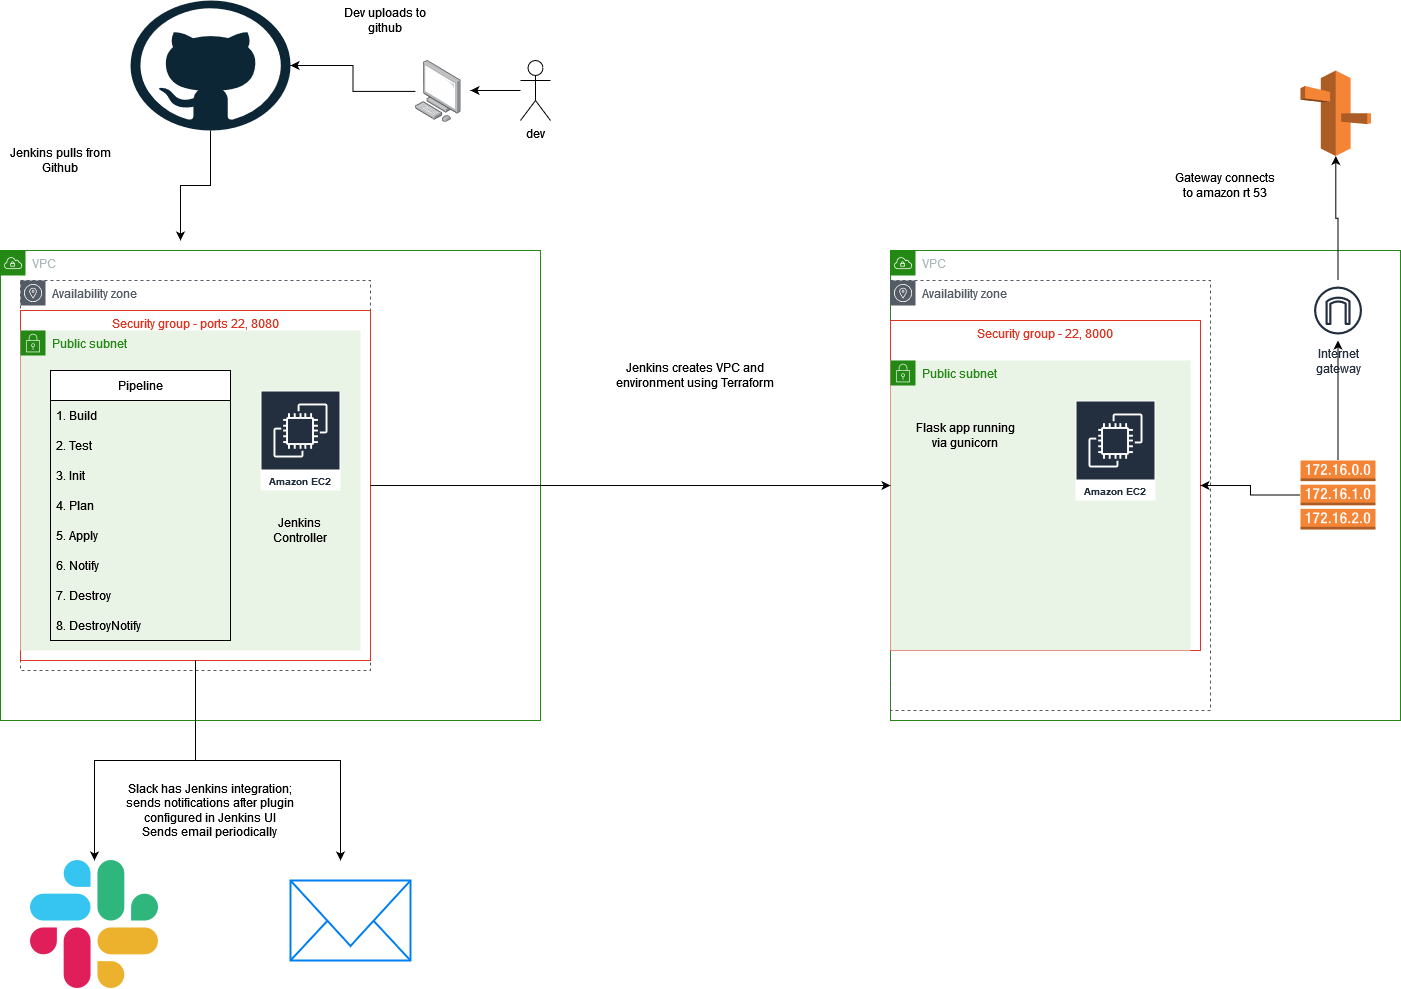 Dev uploads to
github
dev
Jenkins pulls from
Github
Gateway connects
to amazon rt 53
VPC
Availability zone
Security group - ports 22, 8080
Public subnet
Pipeline
1. Build
2. Test
3. Init
4. Plan
5. Apply
6. Notify
7. Destroy
8. DestroyNotify
Amazon EC2
Jenkins
Controller
Jenkins creates VPC and
environment using Terraform
VPC
Availability zone
Security group - 22, 8000
Public subnet
Flask app running
via gunicorn
Amazon EC2
Internet
gateway
172.16.0.0
172.16.1.0
172.16.2.0
Slack has Jenkins integration;
sends notifications after plugin
configured in Jenkins UI
Sends email periodically